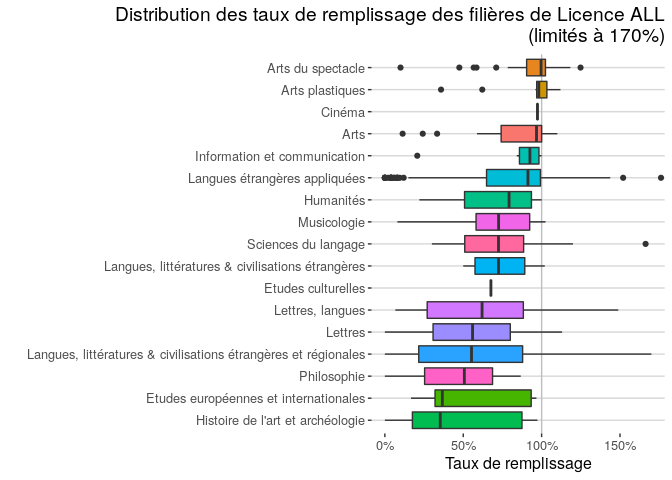 Distribution des taux de remplissage des filières de Licence ALL
(limités à 170%)
Arts du spectacle
Arts plastiques
Cinéma
Arts
Information et communication
Langues étrangères appliquées
Humanités
Musicologie
Sciences du langage
Langues, littératures & civilisations étrangères
Etudes culturelles
Lettres, langues
Lettres
Langues, littératures & civilisations étrangères et régionales
Philosophie
Etudes européennes et internationales
Histoire de l'art et archéologie
0% 50% 100% 150%
Taux de remplissage